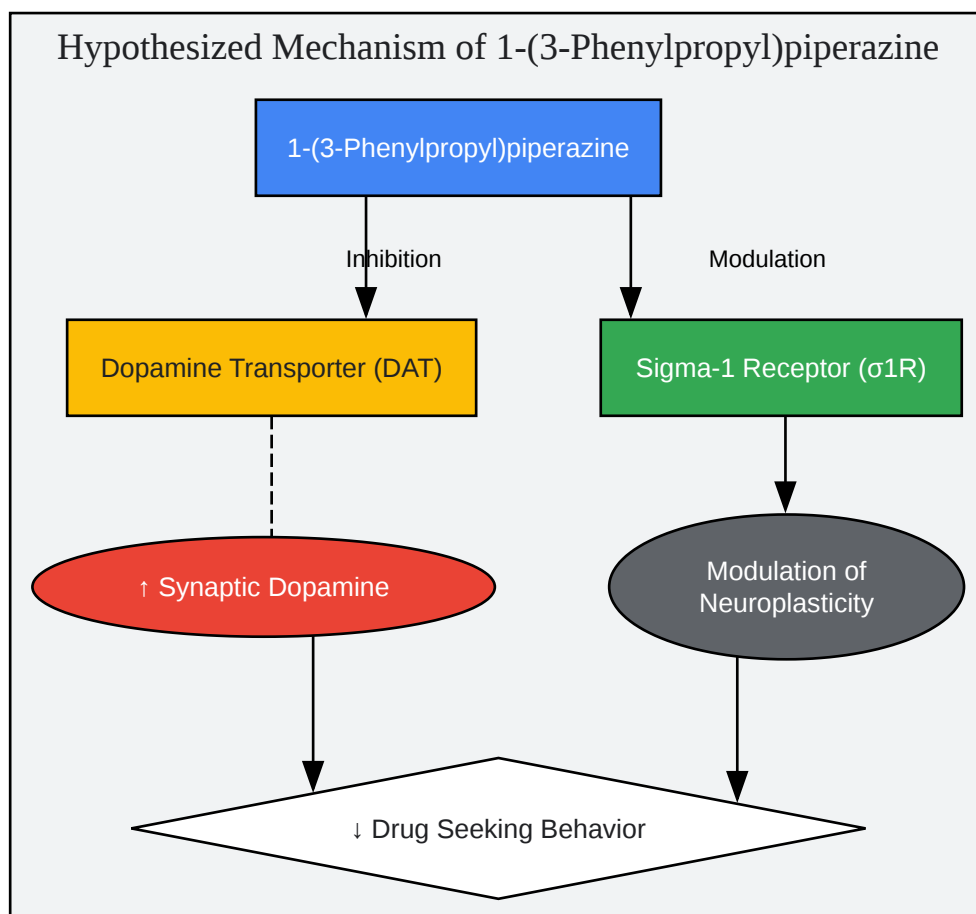 Hypothesized Mechanism of 1-(3-Phenylpropyl)piperazine
1-(3-Phenylpropyl)piperazine
Inhibition
Modulation
Dopamine Transporter (DAT)
Sigma-1 Receptor (σ1R)
↑ Synaptic Dopamine
Modulation of
Neuroplasticity
↓ Drug Seeking Behavior